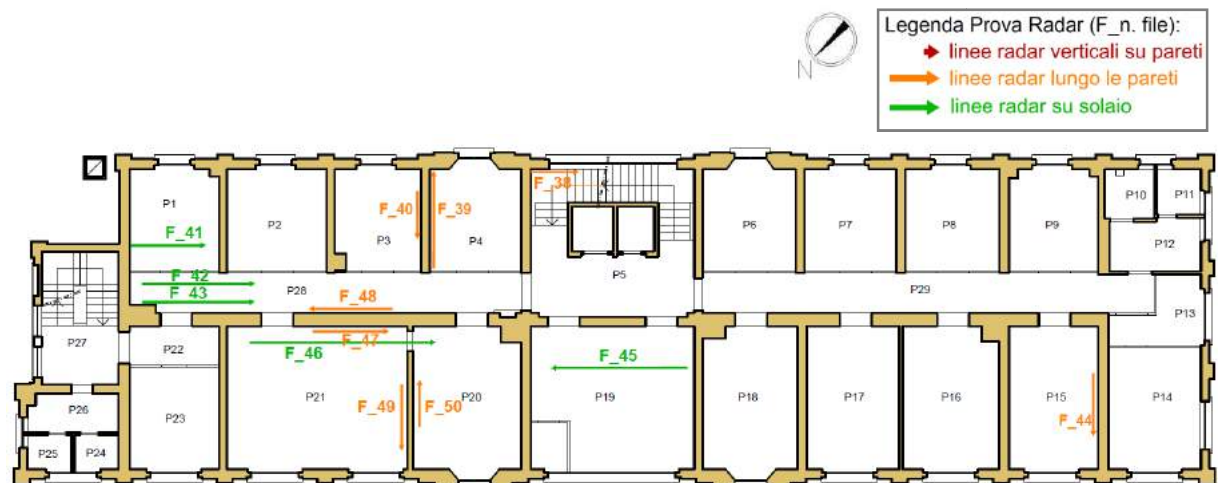 Legenda Prova Radar (F_n. file):
linee radar verticali su pareti
linee radar lungo le pareti
linee radar su solaio
N
F_38
P10
P11
P1
F_40
F_39
P2
P3
P4
P6
P7
P8
P9
F_41
P12
P5
F_42
P28
P29
F_43
F_48
P13
F_47
P27
P22
F_46
F_45
P21
F_49
F_50
P20
P19
P18
P17
P16
P15
P14
P23
F_44
P26
P25
P24